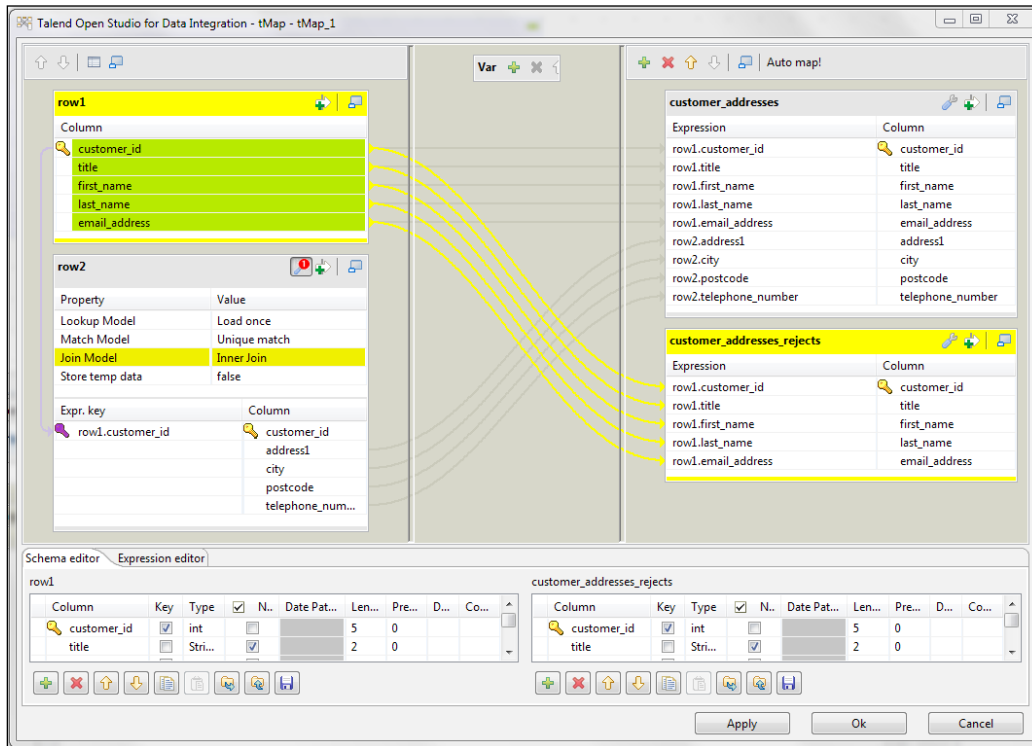 Talend Open Studio for Data Integration - tMap - tMap_1
Var
Auto map!
row1
Column
customer_id
title
first_name
last_name
email_address
row2
1
Property Value
Lookup Model Load once
Match Model Unique match
Join Model Inner Join
Store temp data false
Expr. key Column
row1.customer_id customer_id
address1
city
postcode
telephone_num...
customer_addresses
Expression Column
row1.customer_id customer_id
row1.title title
row1.first_name first_name
row1.last_name last_name
row1.email_address email_address
row2.address1 address1
row2.city city
row2.postcode postcode
row2.telephone_number telephone_number
customer_addresses_rejects
Expression Column
row1.customer_id customer_id
row1.title title
row1.first_name first_name
row1.last_name last_name
row1.email_address email_address
Schema editor Expression editor
row1
Column Key Type N.. Date Pat... Len... Pre... D... Co...
customer_id int 5 0
title Stri... 2 0
customer_addresses_rejects
Column Key Type N.. Date Pat... Len... Pre... D... Co...
customer_id int 5 0
title Stri... 2 0
Apply Ok Cancel